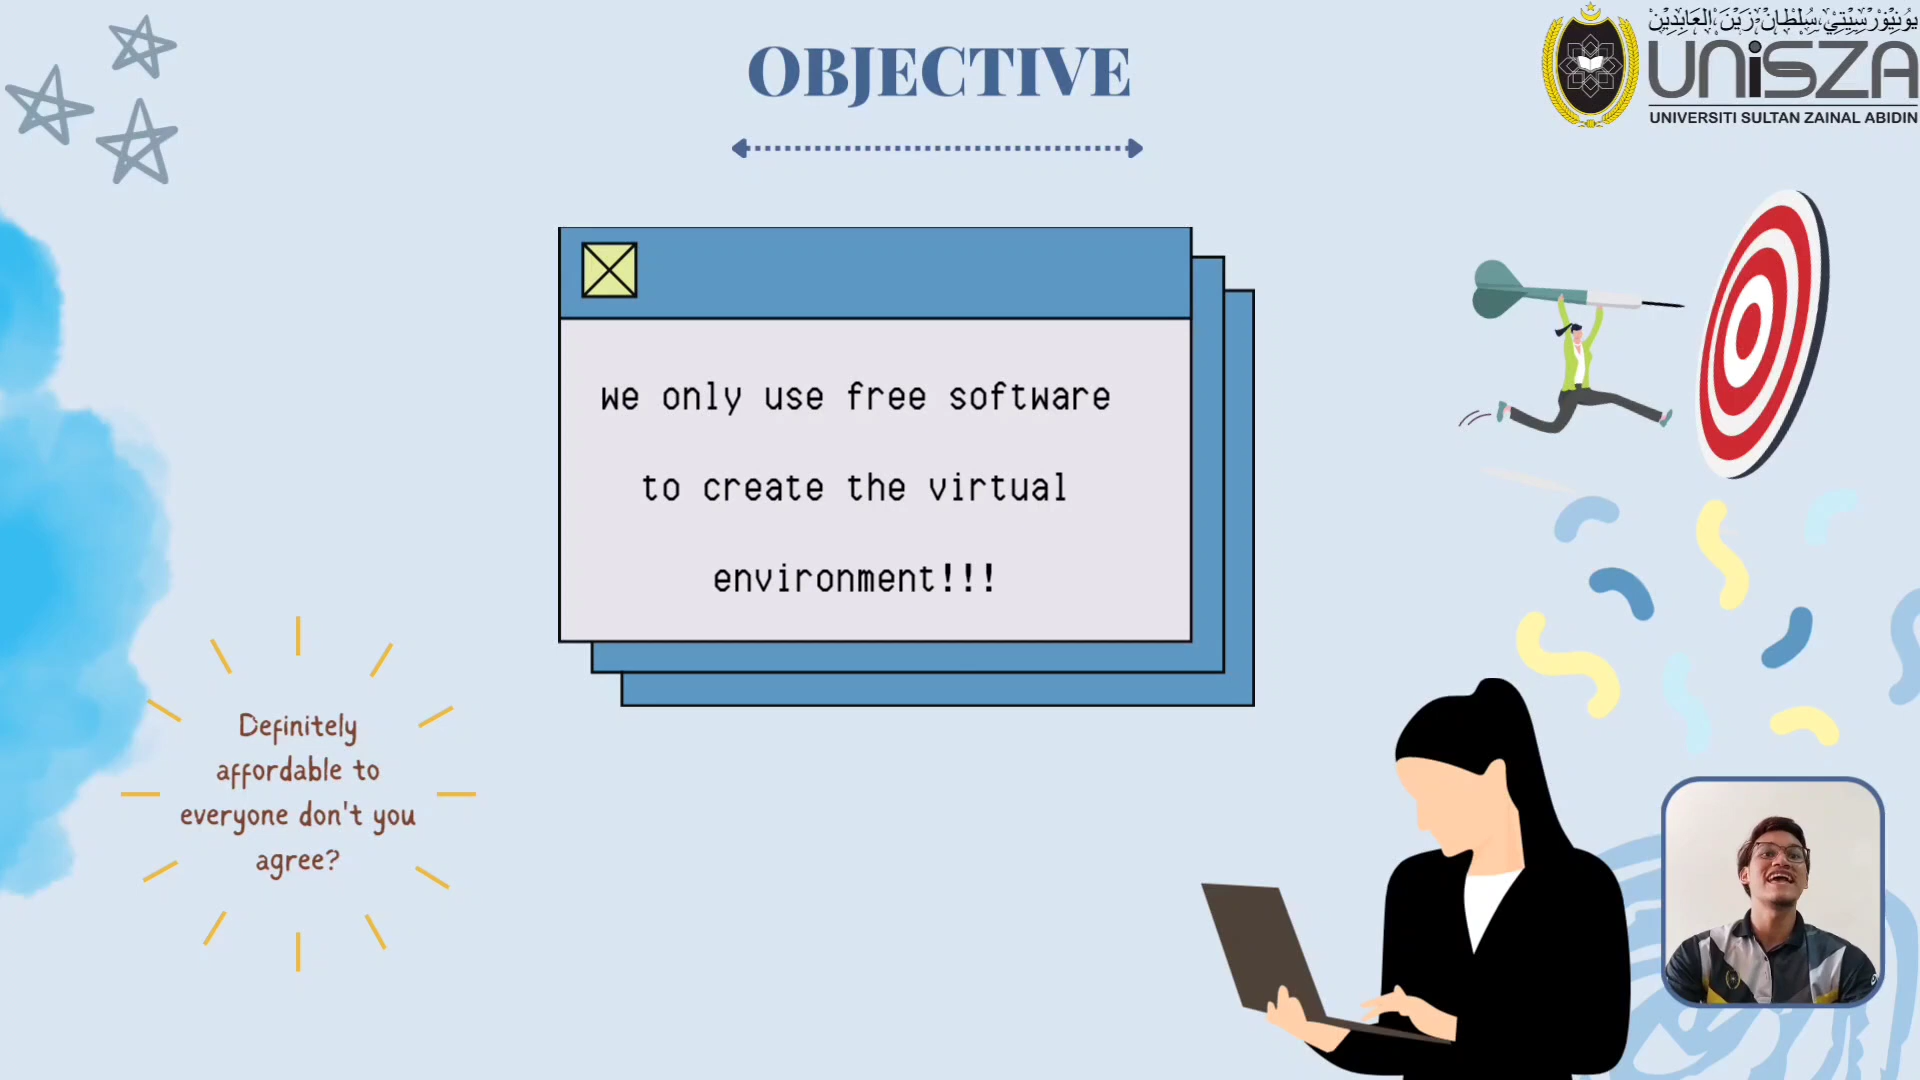 OBJECTIVE
يونيۏرسيتي سلطان زين العابدين
UNiSZA
UNIVERSITI SULTAN ZAINAL ABIDIN
we only use free software
to create the virtual
environment!!!
Definitely
affordable to
everyone don't you
agree?